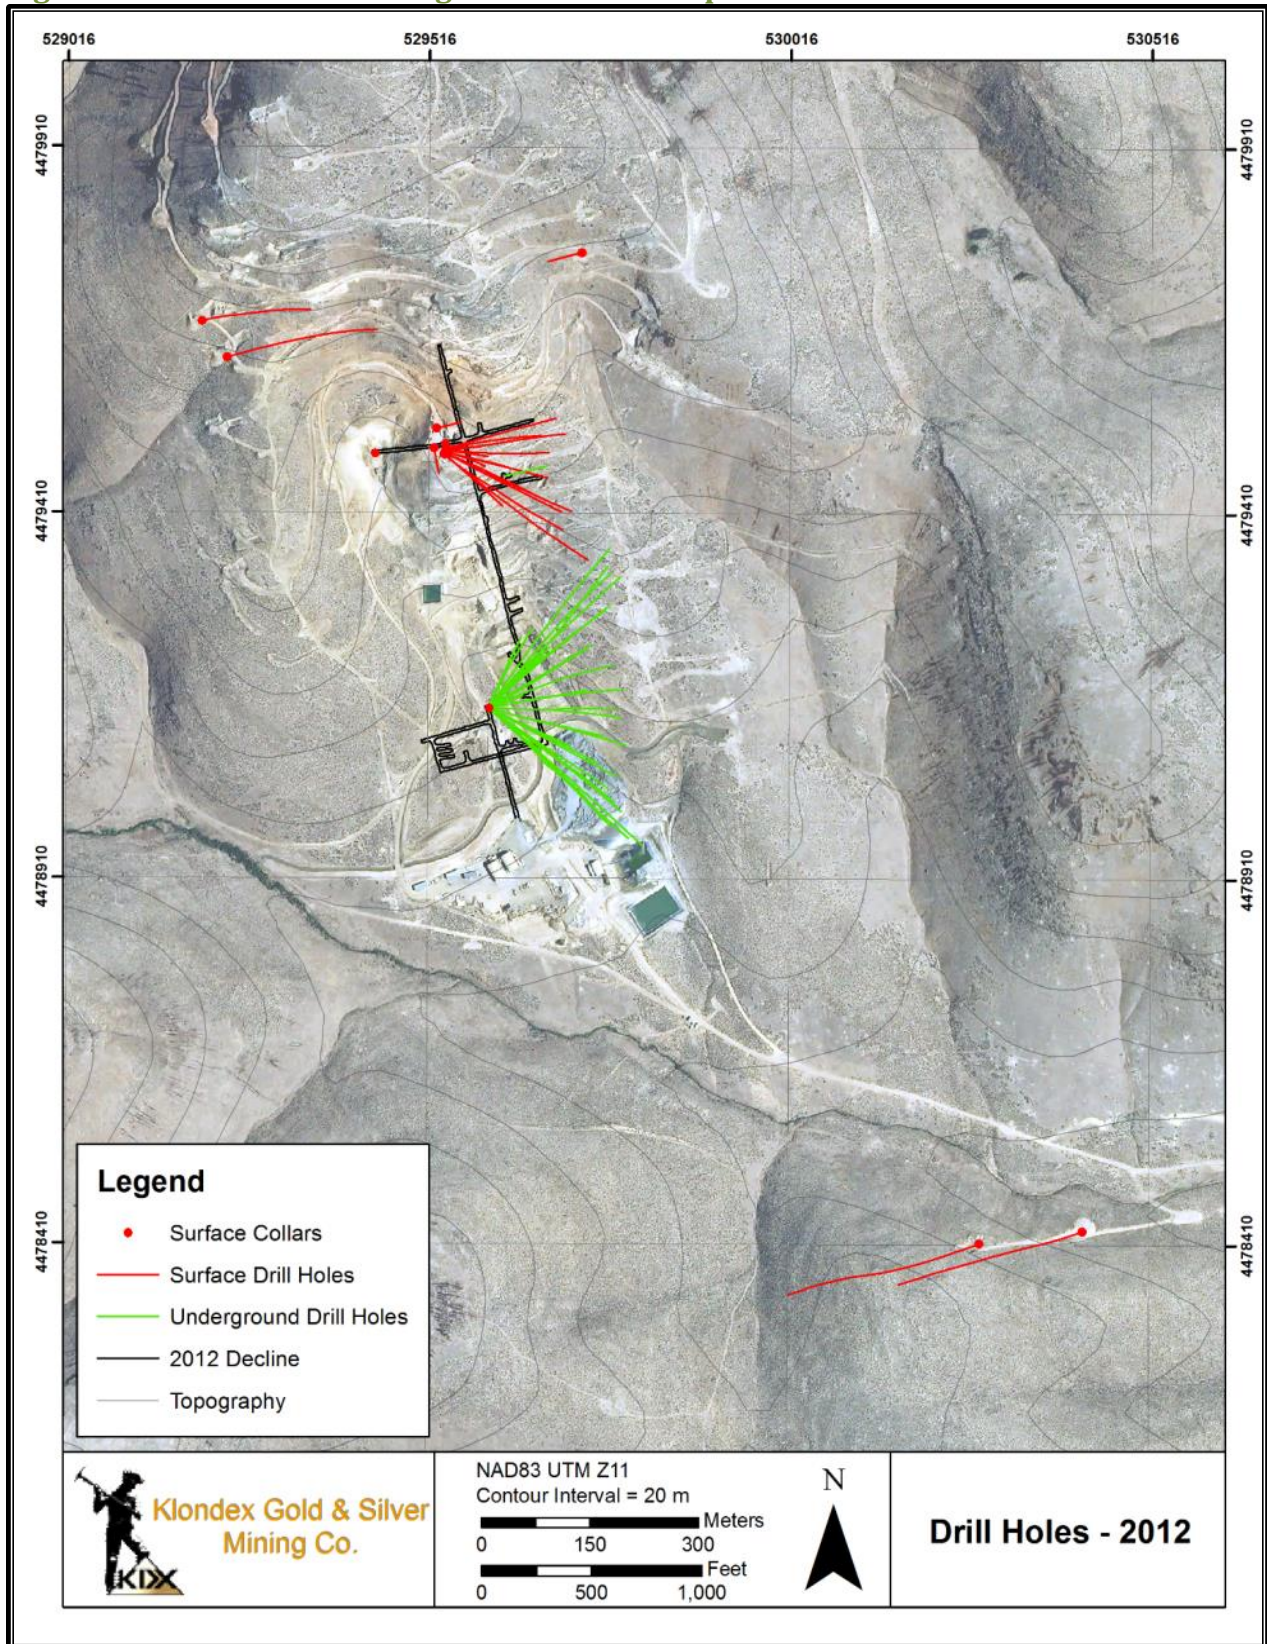 529016 529516 530016 530516
4479910 4479910
4479410 4479410
4478910 4478910
4478410 4478410
Legend
Surface Collars
Surface Drill Holes
Underground Drill Holes
2012 Decline
Topography
Klondex Gold & Silver
Mining Co.
KDX
NAD83 UTM Z11
Contour Interval = 20 m
Meters
0 150 300
Feet
0 500 1,000
N
Drill Holes - 2012